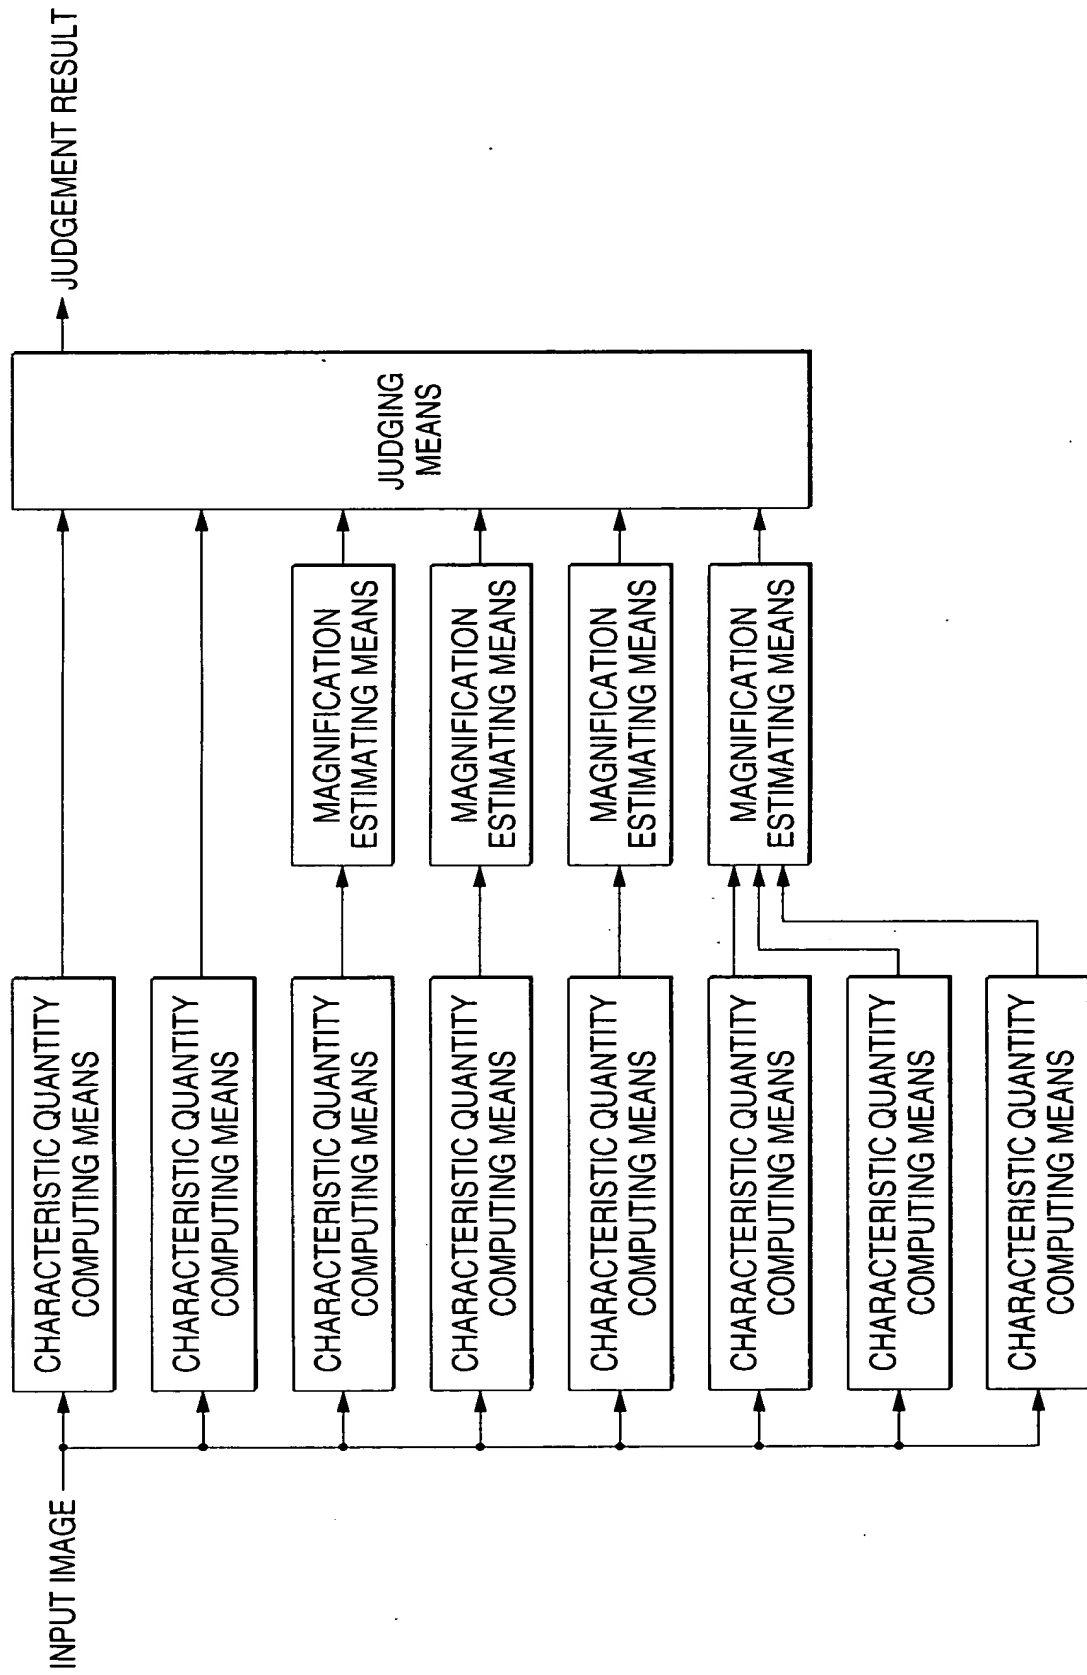 INPUT IMAGE
CHARACTERISTIC QUANTITY
COMPUTING MEANS
CHARACTERISTIC QUANTITY
COMPUTING MEANS
CHARACTERISTIC QUANTITY
COMPUTING MEANS
CHARACTERISTIC QUANTITY
COMPUTING MEANS
CHARACTERISTIC QUANTITY
COMPUTING MEANS
CHARACTERISTIC QUANTITY
COMPUTING MEANS
CHARACTERISTIC QUANTITY
COMPUTING MEANS
CHARACTERISTIC QUANTITY
COMPUTING MEANS
MAGNIFICATION
ESTIMATING MEANS
MAGNIFICATION
ESTIMATING MEANS
MAGNIFICATION
ESTIMATING MEANS
MAGNIFICATION
ESTIMATING MEANS
JUDGING
MEANS
JUDGEMENT RESULT